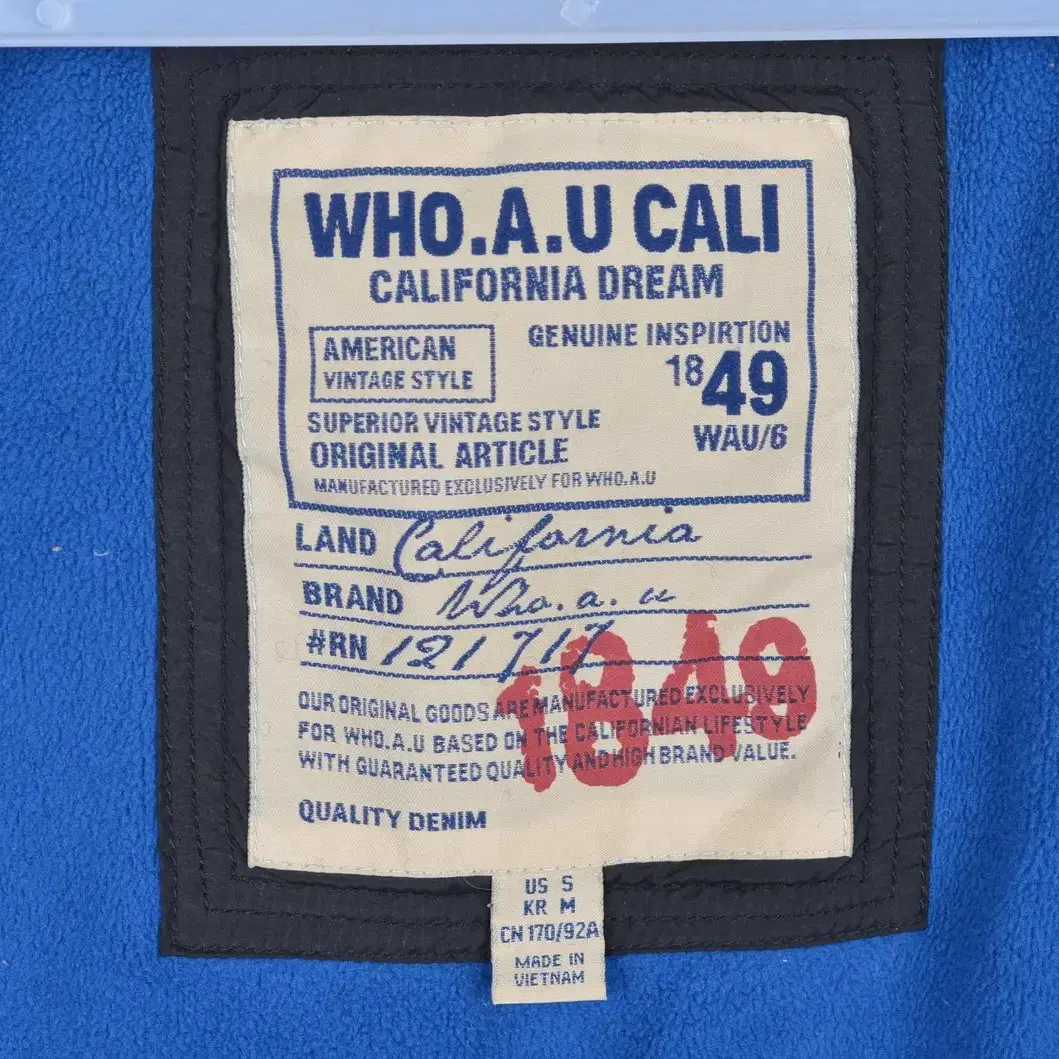 WHO.A.U CALI
CALIFORNIA DREAM
AMERICAN
VINTAGE STYLE
GENUINE INSPIRTION
1849
WAU/6
SUPERIOR VINTAGE STYLE
ORIGINAL ARTICLE
MANUFACTURED EXCLUSIVELY FOR WHO.A.U
LAND California
BRAND Who.a.u
#RN 121717
1849
OUR ORIGINAL GOODS ARE MANUFACTURED EXCLUSIVELY
FOR WHO.A.U BASED ON THE CALIFORNIAN LIFESTYLE
WITH GUARANTEED QUALITY AND HIGH BRAND VALUE.
QUALITY DENIM
US S
KR M
CN 170/92A
MADE IN
VIETNAM